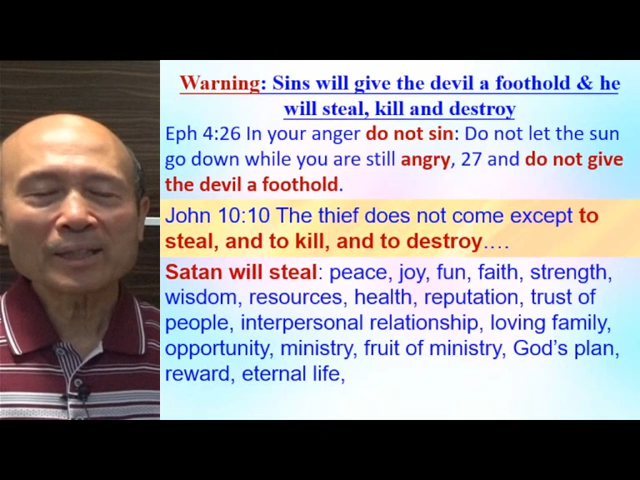 Warning: Sins will give the devil a foothold & he
will steal, kill and destroy
Eph 4:26 In your anger do not sin: Do not let the sun
go down while you are still angry, 27 and do not give
the devil a foothold.
John 10:10 The thief does not come except to
steal, and to kill, and to destroy.…
Satan will steal: peace, joy, fun, faith, strength,
wisdom, resources, health, reputation, trust of
people, interpersonal relationship, loving family,
opportunity, ministry, fruit of ministry, God’s plan,
reward, eternal life,